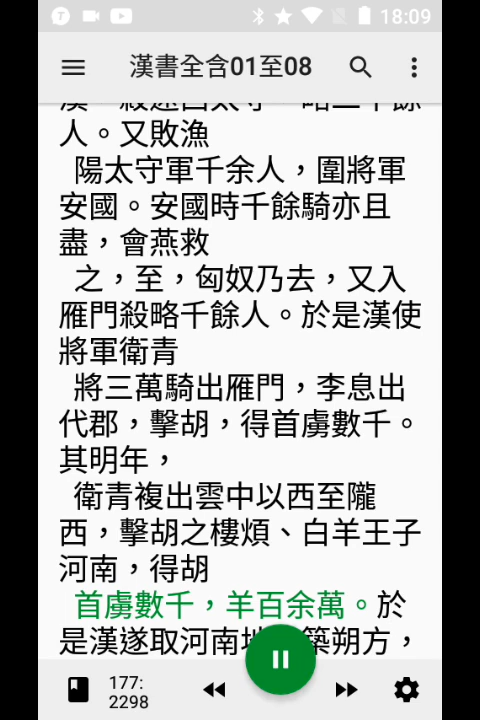 18:09
漢書全含01至08
人。又敗漁
陽太守軍千余人，圍將軍
安國。安國時千餘騎亦且
盡，會燕救
之，至，匈奴乃去，又入
雁門殺略千餘人。於是漢使
將軍衛青
將三萬騎出雁門，李息出
代郡，擊胡，得首虜數千。
其明年，
衛青複出雲中以西至隴
西，擊胡之樓煩、白羊王子
河南，得胡
首虜數千，羊百余萬。於
是漢遂取河南 築朔方，
177:
2298